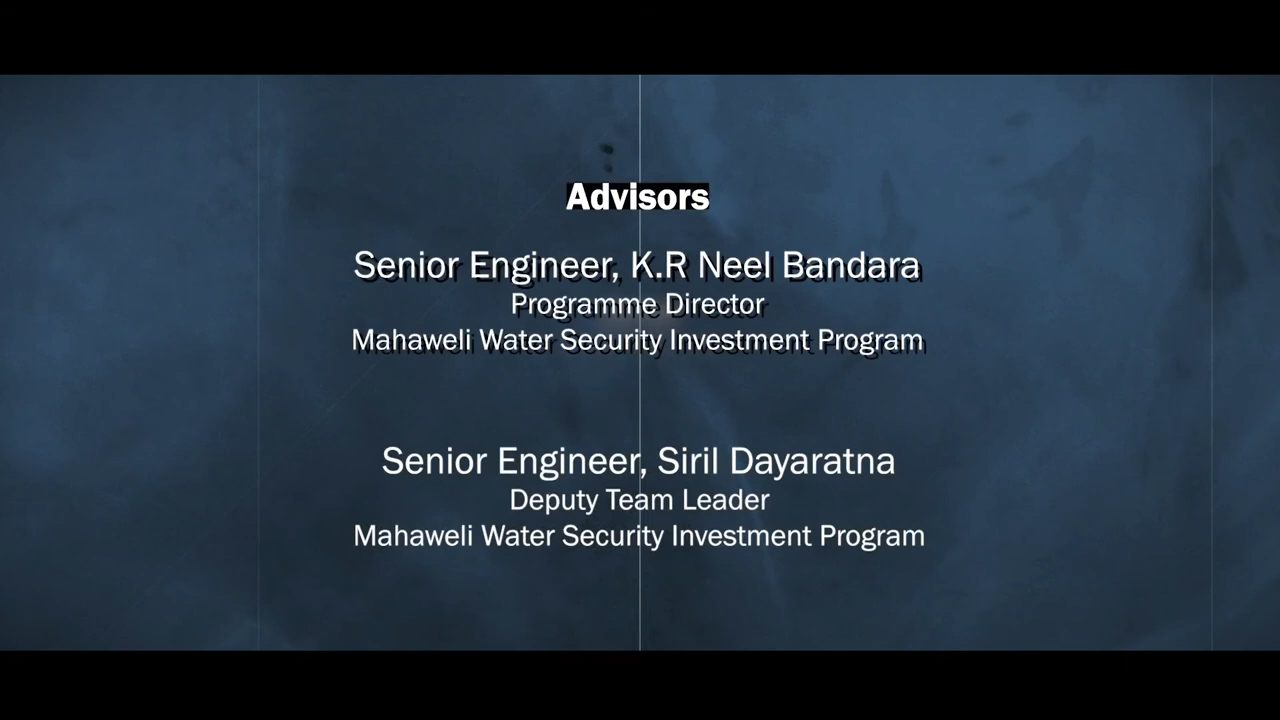 Advisors
Senior Engineer, K.R Neel Bandara
Programme Director
Mahaweli Water Security Investment Program
Senior Engineer, Siril Dayaratna
Deputy Team Leader
Mahaweli Water Security Investment Program